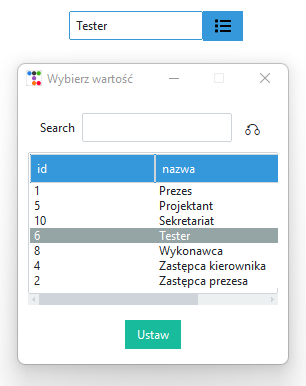 Tester
Wybierz wartość
Search
id nazwa
1 Prezes
5 Projektant
10 Sekretariat
6 Tester
8 Wykonawca
4 Zastępca kierownika
2 Zastępca prezesa
Ustaw